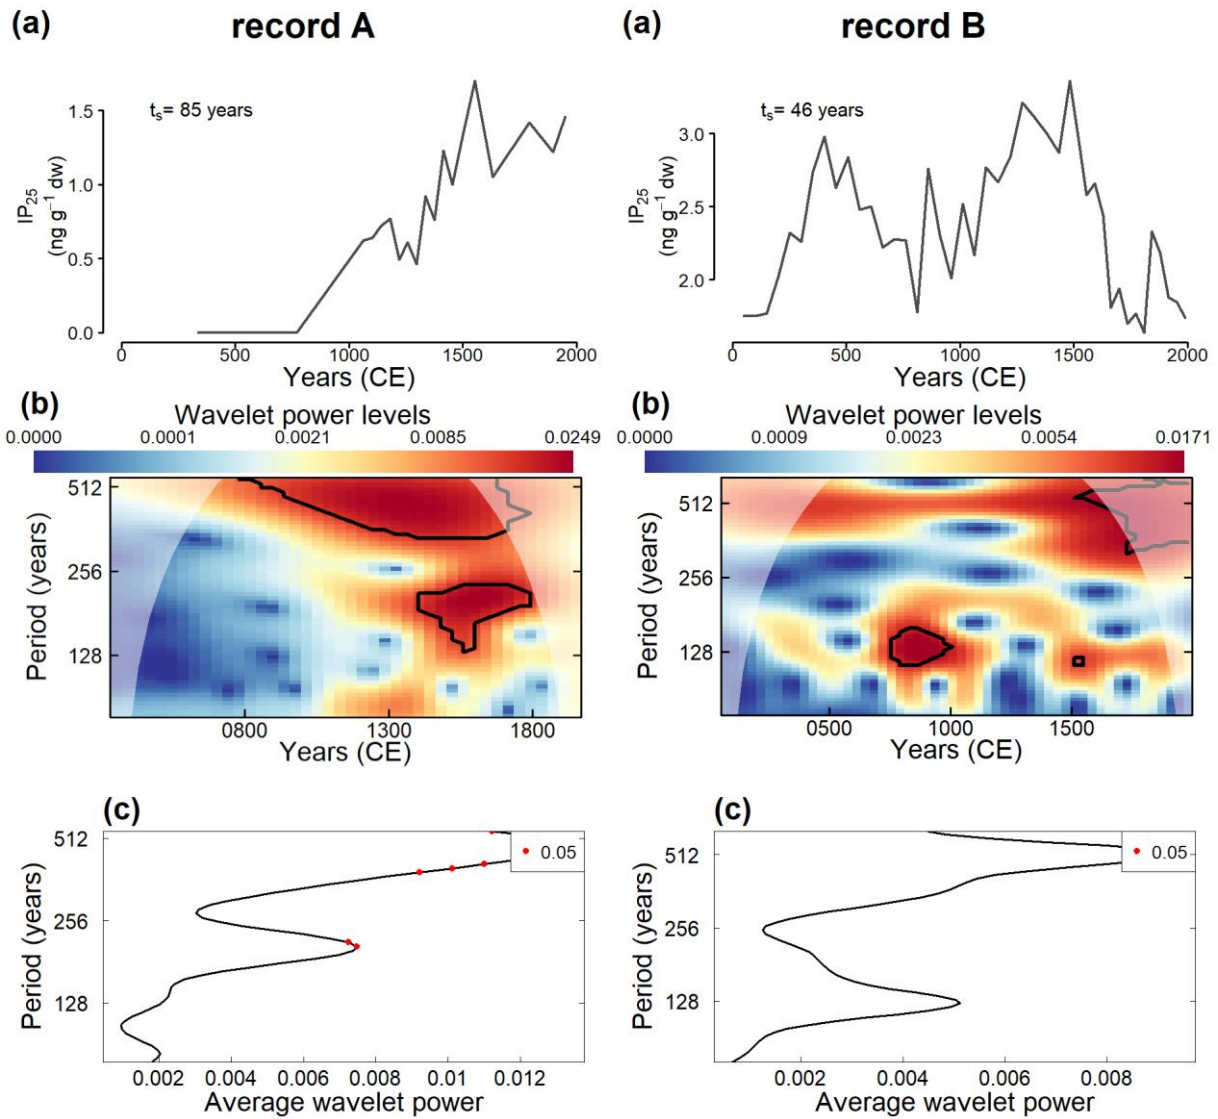 (a) record A
t_s= 85 years
IP25
(ng g−1 dw)
1.5
1.0
0.5
0.0
0 500 1000 1500 2000
Years (CE)
(a) record B
t_s= 46 years
IP25
(ng g−1 dw)
3.0
2.5
2.0
0 500 1000 1500 2000
Years (CE)
(b)
Wavelet power levels
0.0000 0.0001 0.0021 0.0085 0.0249
Period (years)
512
256
128
0800 1300 1800
Years (CE)
(b)
Wavelet power levels
0.0000 0.0009 0.0023 0.0054 0.0171
Period (years)
512
256
128
0500 1000 1500
Years (CE)
(c)
Period (years)
512
256
128
0.05
0.002 0.004 0.006 0.008 0.01 0.012
Average wavelet power
(c)
Period (years)
512
256
128
0.05
0.002 0.004 0.006 0.008
Average wavelet power